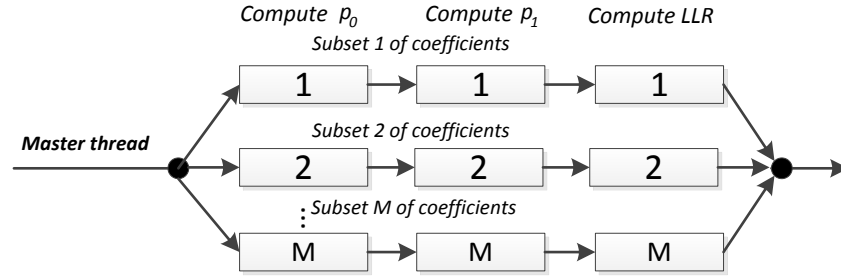 Compute p0 Compute p1 Compute LLR
Subset 1 of coefficients
1 1 1
Master thread
Subset 2 of coefficients
2 2 2
⋮
Subset M of coefficients
M M M